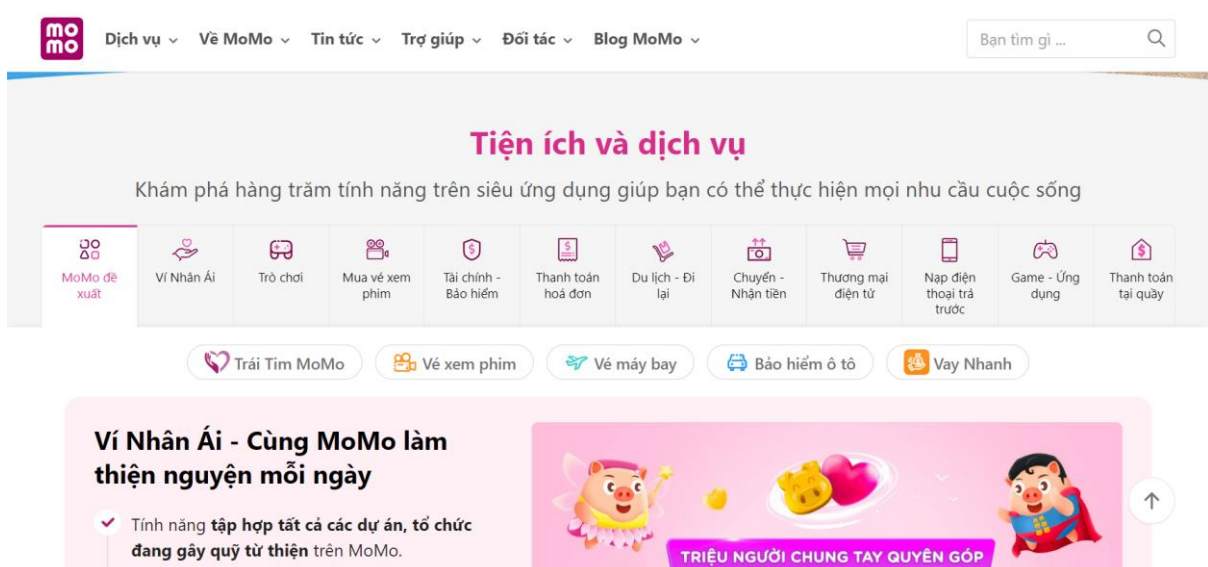 momo
Dịch vụ Về MoMo Tin tức Trợ giúp Đối tác Blog MoMo Bạn tìm gì ...
Tiện ích và dịch vụ
Khám phá hàng trăm tính năng trên siêu ứng dụng giúp bạn có thể thực hiện mọi nhu cầu cuộc sống
MoMo đề xuất
Ví Nhân Ái
Trò chơi
Mua vé xem phim
Tài chính - Bảo hiểm
Thanh toán hoá đơn
Du lịch - Đi lại
Chuyển - Nhận tiền
Thương mại điện tử
Nạp điện thoại trả trước
Game - Ứng dụng
Thanh toán tại quầy
Trái Tim MoMo Vé xem phim Vé máy bay Bảo hiểm ô tô Vay Nhanh
Ví Nhân Ái - Cùng MoMo làm
thiện nguyện mỗi ngày
Tính năng tập hợp tất cả các dự án, tổ chức
đang gây quỹ từ thiện trên MoMo.
TRIỆU NGƯỜI CHUNG TAY QUYÊN GÓP